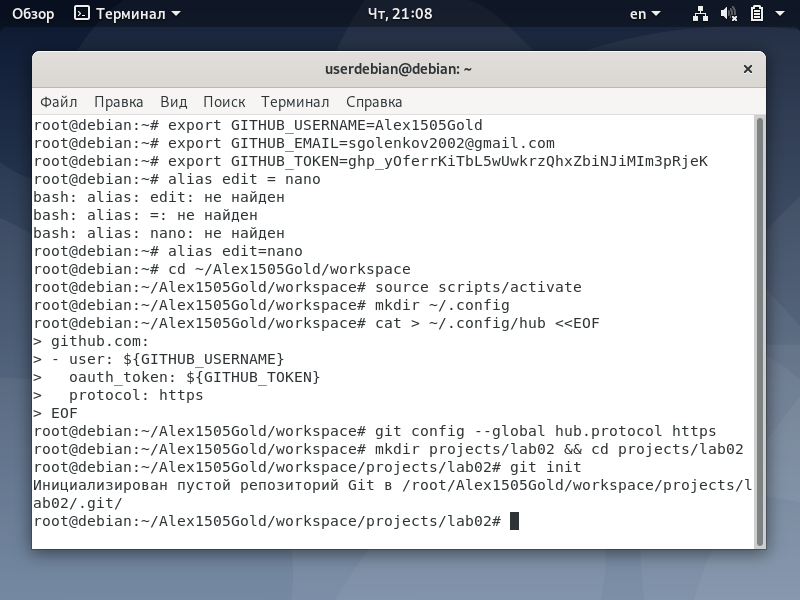 Обзор Терминал Чт, 21:08 en
userdebian@debian: ~
Файл Правка Вид Поиск Терминал Справка
root@debian:~# export GITHUB_USERNAME=Alex1505Gold
root@debian:~# export GITHUB_EMAIL=sgolenkov2002@gmail.com
root@debian:~# export GITHUB_TOKEN=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
root@debian:~# alias edit = nano
bash: alias: edit: не найден
bash: alias: =: не найден
bash: alias: nano: не найден
root@debian:~# alias edit=nano
root@debian:~# cd ~/Alex1505Gold/workspace
root@debian:~/Alex1505Gold/workspace# source scripts/activate
root@debian:~/Alex1505Gold/workspace# mkdir ~/.config
root@debian:~/Alex1505Gold/workspace# cat > ~/.config/hub <<EOF
> github.com:
> - user: ${GITHUB_USERNAME}
>   oauth_token: ${GITHUB_TOKEN}
>   protocol: https
> EOF
root@debian:~/Alex1505Gold/workspace# git config --global hub.protocol https
root@debian:~/Alex1505Gold/workspace# mkdir projects/lab02 && cd projects/lab02
root@debian:~/Alex1505Gold/workspace/projects/lab02# git init
Инициализирован пустой репозиторий Git в /root/Alex1505Gold/workspace/projects/l
ab02/.git/
root@debian:~/Alex1505Gold/workspace/projects/lab02#